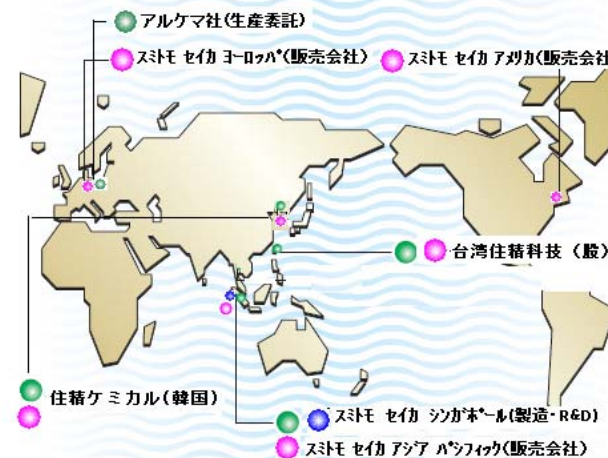 アルケマ社(生産委託)
スミトモ セイカ ヨーロッパ(販売会社)
スミトモ セイカ アメリカ(販売会社
台湾住精科技（股)
住精ケミカル(韓国)
スミトモ セイカ シンガポール(製造・R&D)
スミトモ セイカ アジア パシフィック(販売会社)